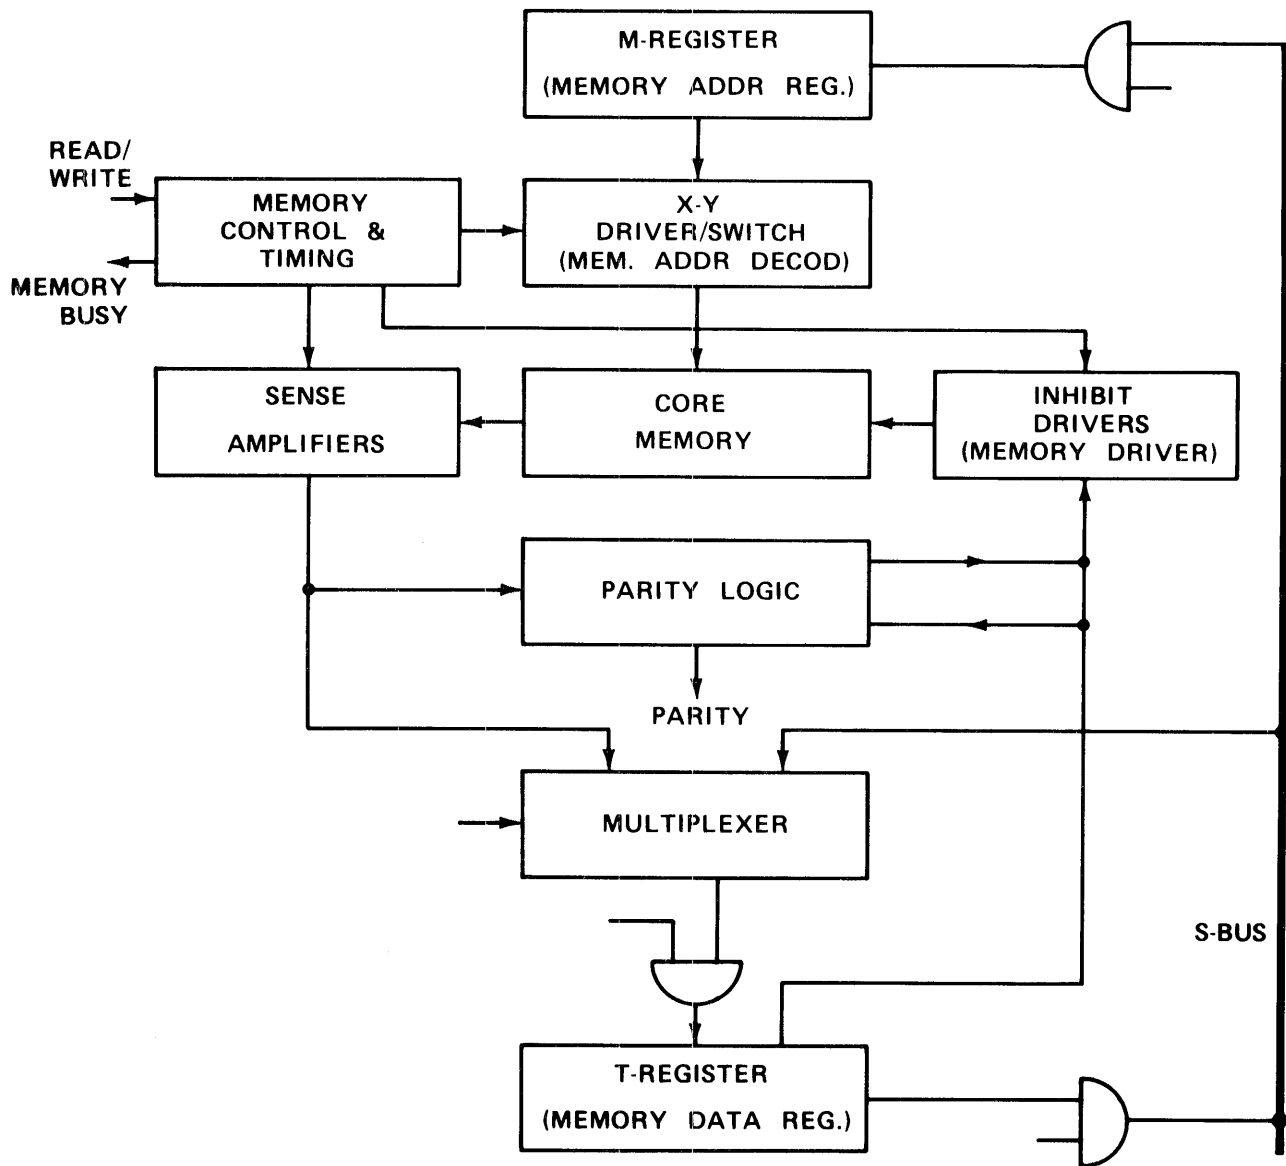 M-REGISTER
(MEMORY ADDR REG.)
READ/
WRITE
MEMORY
CONTROL &
TIMING
X-Y
DRIVER/SWITCH
(MEM. ADDR DECOD)
MEMORY
BUSY
SENSE
AMPLIFIERS
CORE
MEMORY
INHIBIT
DRIVERS
(MEMORY DRIVER)
PARITY LOGIC
PARITY
MULTIPLEXER
S-BUS
T-REGISTER
(MEMORY DATA REG.)